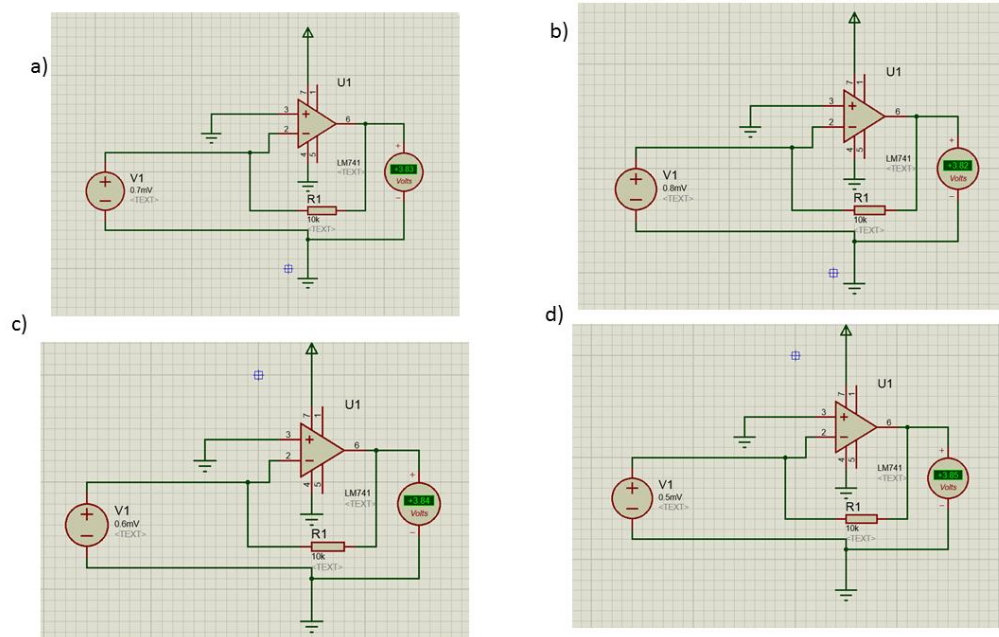 a)
U1
7
1
3
2
6
4
5
LM741
<TEXT>
+3.83
Volts
V1
0.7mV
<TEXT>
R1
10k
<TEXT>
b)
U1
7
1
3
2
6
4
5
LM741
<TEXT>
+3.82
Volts
V1
0.8mV
<TEXT>
R1
10k
<TEXT>
c)
U1
7
1
3
2
6
4
5
LM741
<TEXT>
+3.84
Volts
V1
0.6mV
<TEXT>
R1
10k
<TEXT>
d)
U1
7
1
3
2
6
4
5
LM741
<TEXT>
+3.85
Volts
V1
0.5mV
<TEXT>
R1
10k
<TEXT>